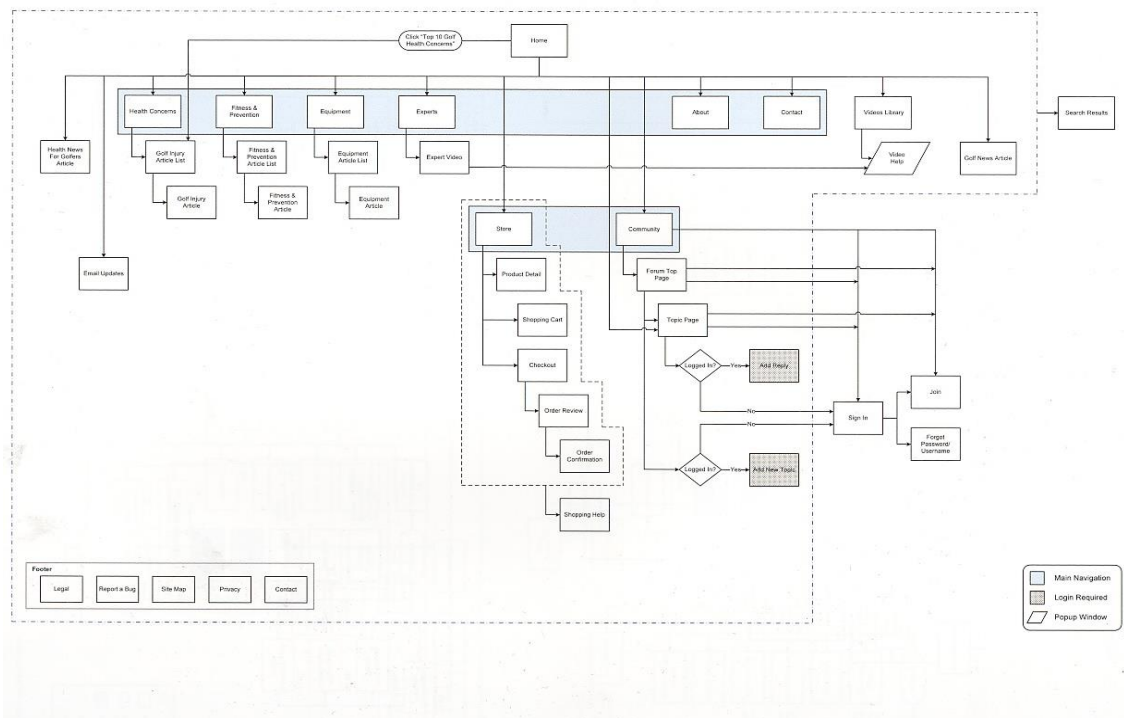 Click "Top 10 Golf
Health Concerns"
Home
Health Concerns
Fitness &
Prevention
Equipment
Experts
About
Contact
Videos Library
Search Results
Health News
For Golfers
Article
Golf Injury
Article List
Fitness &
Prevention
Article List
Equipment
Article List
Expert Video
Video
Help
Golf News Article
Golf Injury
Article
Fitness &
Prevention
Article
Equipment
Article
Store
Community
Email Updates
Product Detail
Forum Top
Page
Shopping Cart
Topic Page
Checkout
Logged In?
Yes
Add Reply
Join
Order Review
No
Sign In
No
Forget
Password/
Username
Order
Confirmation
Logged In?
Yes
Add New Topic
Shopping Help
Footer
Legal
Report a Bug
Site Map
Privacy
Contact
Main Navigation
Login Required
Popup Window